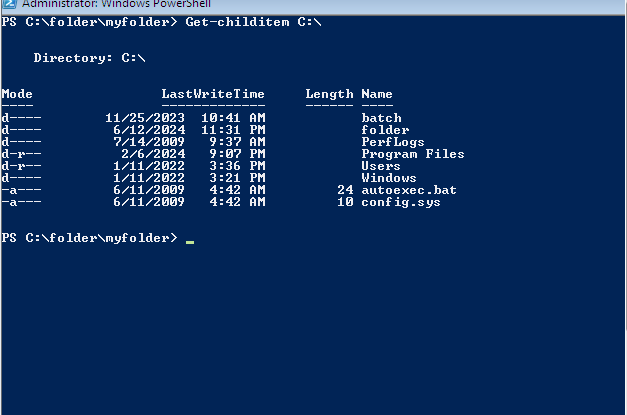 Administrator: Windows PowerShell
PS C:\folder\myfolder> Get-childitem C:\
Directory: C:\
Mode LastWriteTime Length Name
---- ------------- ------ ----
d---- 11/25/2023 10:41 AM batch
d---- 6/12/2024 11:31 PM folder
d---- 7/14/2009 9:37 AM PerfLogs
d-r-- 2/6/2024 9:07 PM Program Files
d-r-- 1/11/2022 3:36 PM Users
d---- 1/11/2022 3:21 PM Windows
-a--- 6/11/2009 4:42 AM 24 autoexec.bat
-a--- 6/11/2009 4:42 AM 10 config.sys
PS C:\folder\myfolder> _